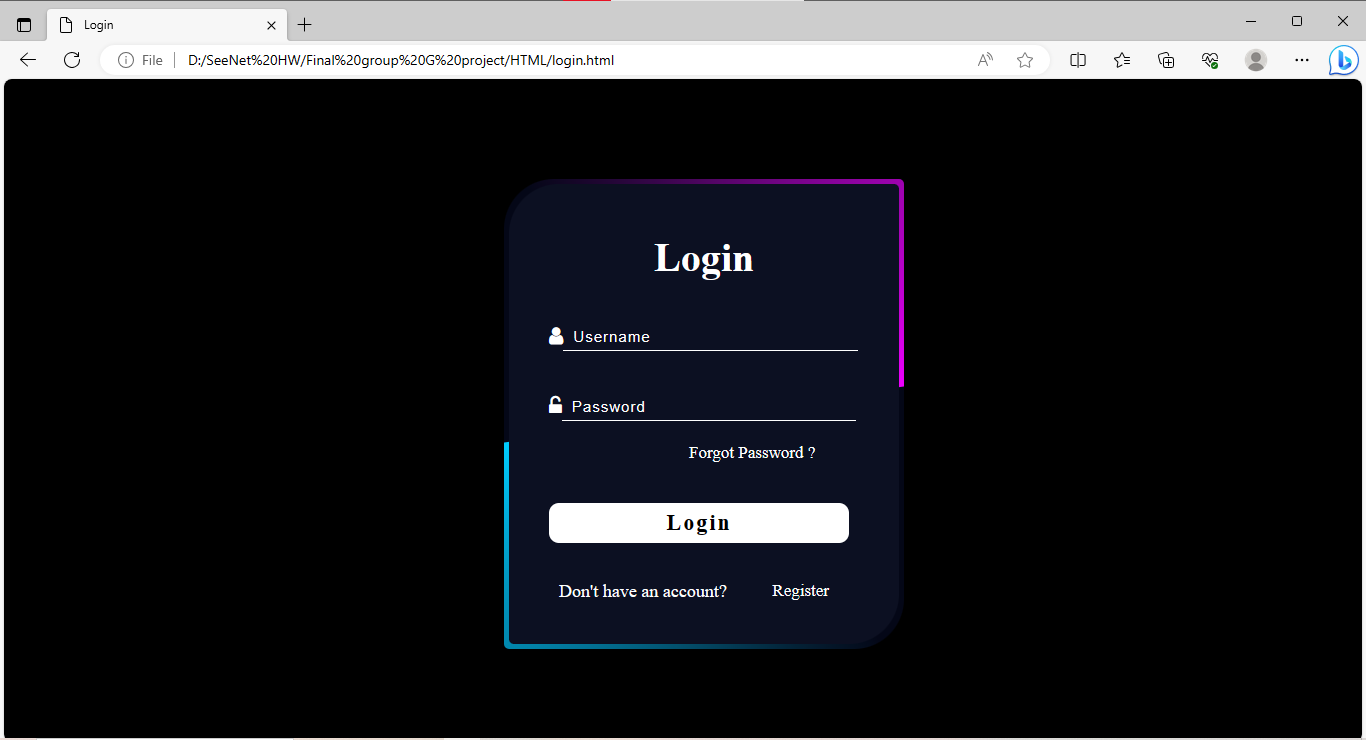 Login
File D:/SeeNet%20HW/Final%20group%20G%20project/HTML/login.html
Login
Username
Password
Forgot Password ?
Login
Don't have an account? Register